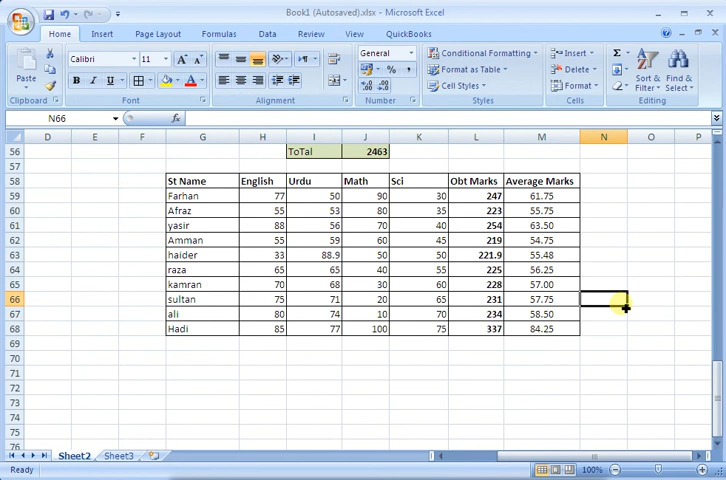 Book1 (Autosaved).xlsx - Microsoft Excel
Home Insert Page Layout Formulas Data Review View QuickBooks
Paste
Clipboard
Calibri 11
B I U
Font
Alignment
General
%
Number
Conditional Formatting
Format as Table
Cell Styles
Styles
Insert
Delete
Format
Cells
Sort & Filter
Find & Select
Editing
N66 fx
D E F G H I J K L M N O P
56 ToTal 2463
57
58 St Name English Urdu Math Sci Obt Marks Average Marks
59 Farhan 77 50 90 30 247 61.75
60 Afraz 55 53 80 35 223 55.75
61 yasir 88 56 70 40 254 63.50
62 Amman 55 59 60 45 219 54.75
63 haider 33 88.9 50 50 221.9 55.48
64 raza 65 65 40 55 225 56.25
65 kamran 70 68 30 60 228 57.00
66 sultan 75 71 20 65 231 57.75
67 ali 80 74 10 70 234 58.50
68 Hadi 85 77 100 75 337 84.25
69
70
71
72
73
74
75
76
Sheet2 Sheet3
Ready 100%